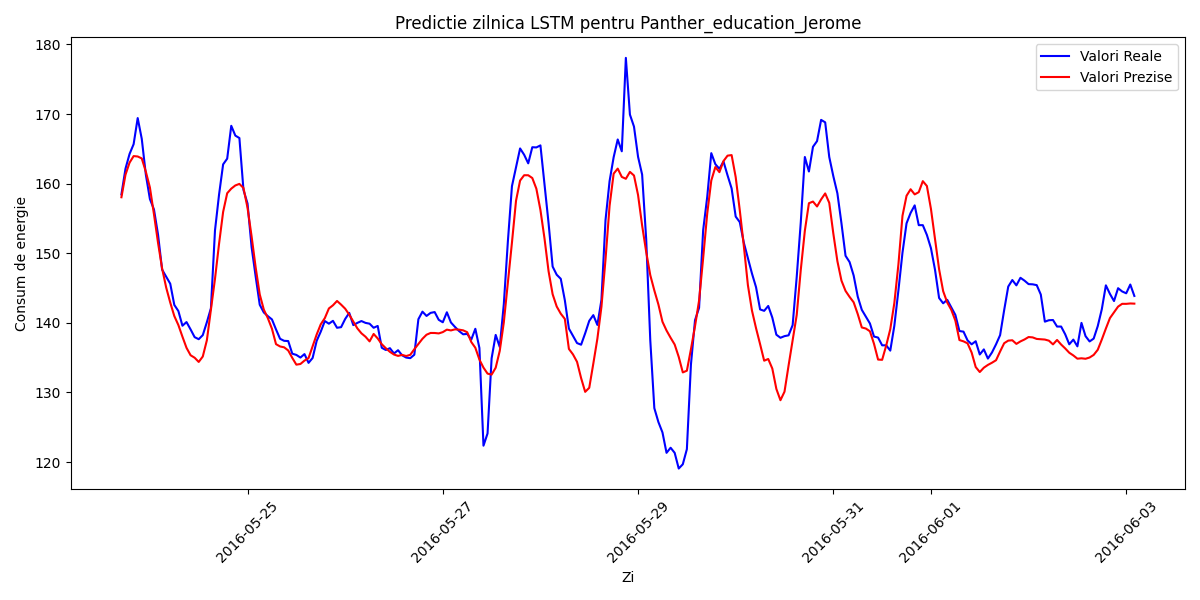 Predictie zilnica LSTM pentru Panther_education_Jerome
Valori Reale
Valori Prezise
Consum de energie
180
170
160
150
140
130
120
2016-05-25
2016-05-27
2016-05-29
2016-05-31
2016-06-01
2016-06-03
Zi